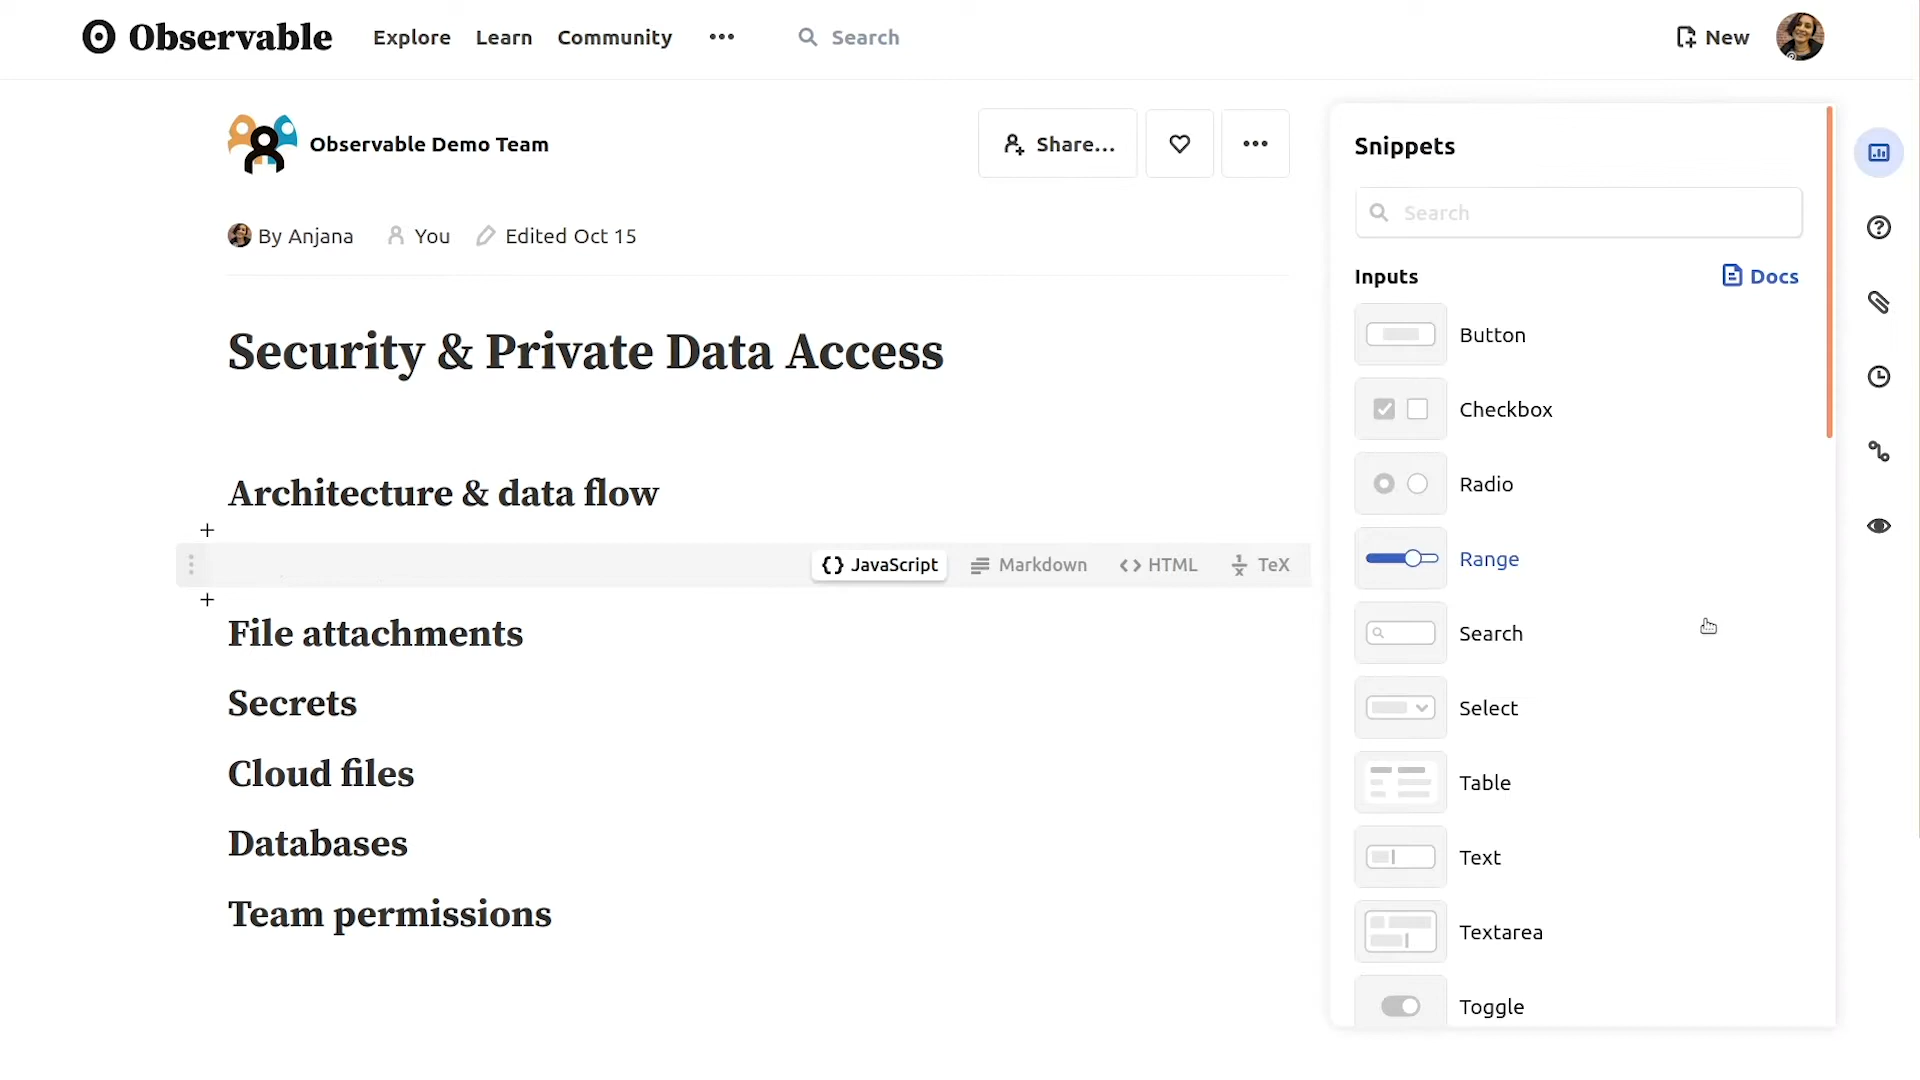 Observable Explore Learn Community ••• Search New
Observable Demo Team Share... •••
By Anjana You Edited Oct 15
Security & Private Data Access
Architecture & data flow
+
{} JavaScript Markdown <> HTML TeX
+
File attachments
Secrets
Cloud files
Databases
Team permissions
Snippets
Search
Inputs Docs
Button
Checkbox
Radio
Range
Search
Select
Table
Text
Textarea
Toggle